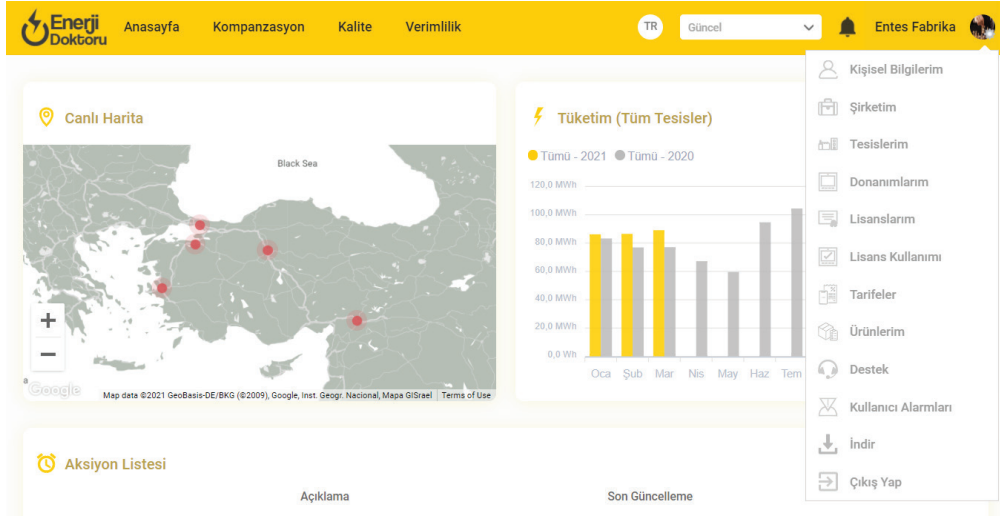 Enerji
Doktoru
Anasayfa
Kompanzasyon
Kalite
Verimlilik
TR
Güncel
Entes Fabrika
Kişisel Bilgilerim
Şirketim
Tesislerim
Donanımlarım
Lisanslarım
Lisans Kullanımı
Tarifeler
Ürünlerim
Destek
Kullanıcı Alarmları
İndir
Çıkış Yap
Canlı Harita
Black Sea
+
−
Google
Map data ©2021 GeoBasis-DE/BKG (©2009), Google, Inst. Geogr. Nacional, Mapa GISrael
Terms of Use
Tüketim (Tüm Tesisler)
Tümü - 2021 Tümü - 2020
120,0 MWh
100,0 MWh
80,0 MWh
60,0 MWh
40,0 MWh
20,0 MWh
0,0 Wh
Oca Şub Mar Nis May Haz Tem
Aksiyon Listesi
Açıklama
Son Güncelleme